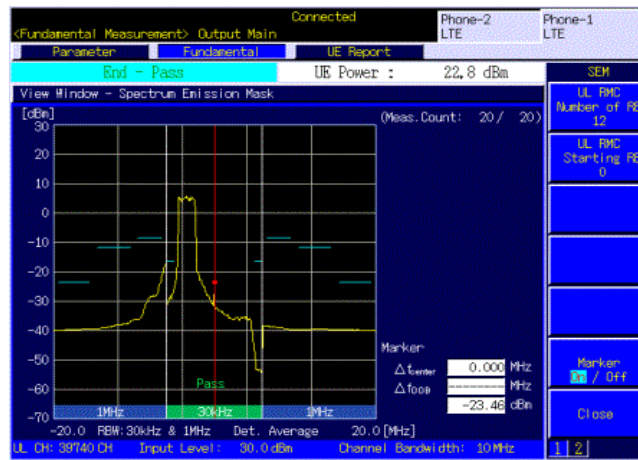 Connected
<Fundamental Measurement> Output Main
Phone-2
LTE
Phone-1
LTE
Parameter Fundamental UE Report
End - Pass UE Power : 22.8 dBm SEM
View Window - Spectrum Emission Mask
UL RMC
Number of RB
12
[dBm]
(Meas.Count: 20/ 20)
UL RMC
Starting RB
0
30
20
10
0
-10
-20
-30
-40
-50
-60
-70
Pass
1MHz 30kHz 1MHz
Marker
Δfcenter 0.000 MHz
ΔfOOB ------- MHz
-23.46 dBm
Marker
On / Off
Close
-20.0 RBW:30kHz & 1MHz Det. Average 20.0 [MHz]
UL CH: 39740 CH Input Level: 30.0 dBm Channel Bandwidth: 10 MHz
1 2